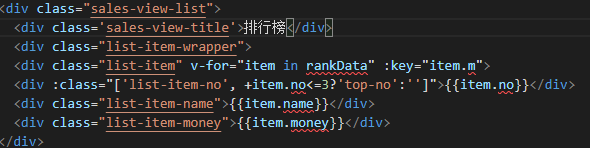 <div class="sales-view-list">
<div class='sales-view-title'>排行榜</div>
<div class="list-item-wrapper">
<div class="list-item" v-for="item in rankData" :key="item.m">
<div :class="['list-item-no', +item.no<=3?'top-no':'']">{{item.no}}</div>
<div class="list-item-name">{{item.name}}</div>
<div class="list-item-money">{{item.money}}</div>
</div>